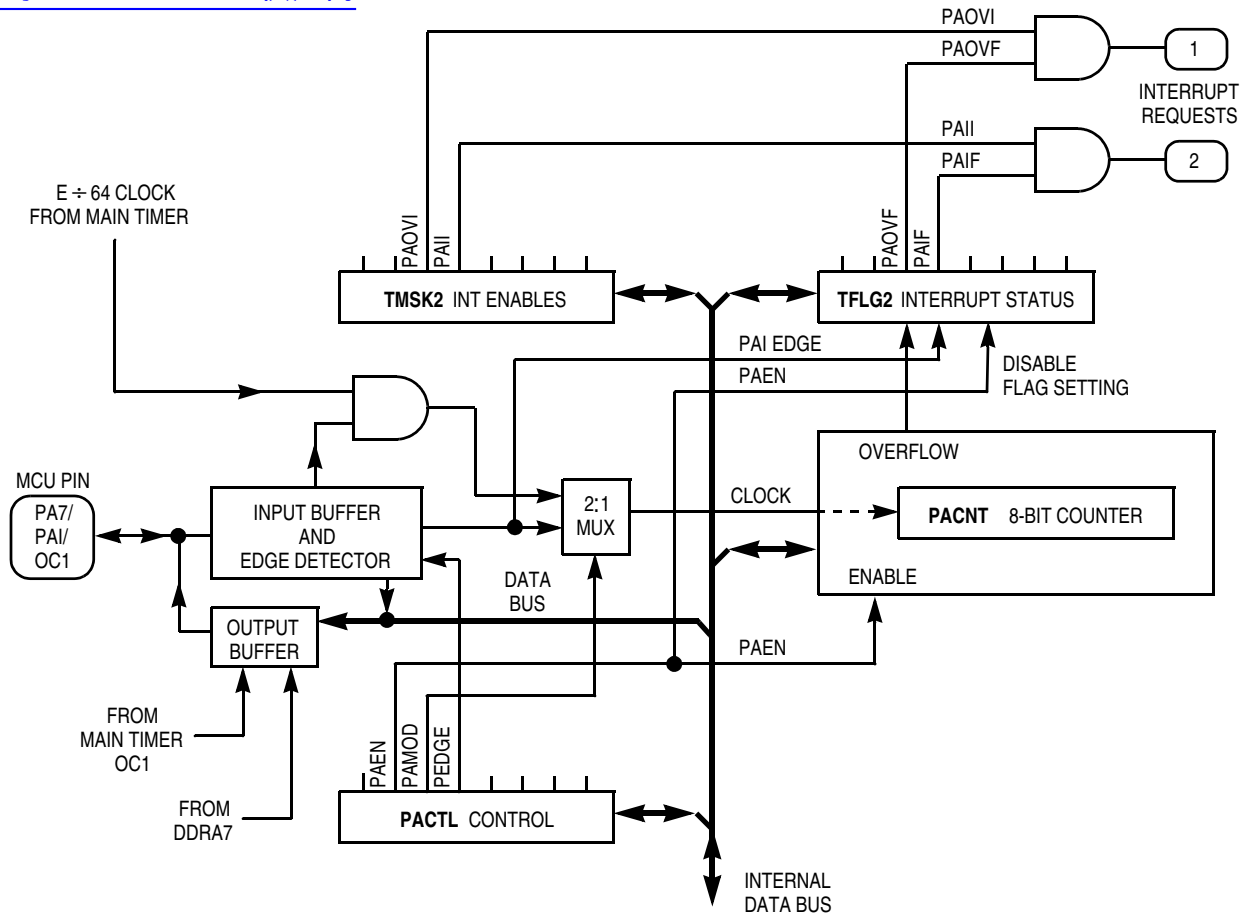 PAOVI
PAOVF
1
INTERRUPT
REQUESTS
PAII
PAIF
2
E ÷ 64 CLOCK
FROM MAIN TIMER
PAOVI
PAII
PAOVF
PAIF
TMSK2 INT ENABLES
TFLG2 INTERRUPT STATUS
PAI EDGE
PAEN
DISABLE
FLAG SETTING
OVERFLOW
MCU PIN
PA7/
PAI/
OC1
INPUT BUFFER
AND
EDGE DETECTOR
2:1
MUX
CLOCK
PACNT 8-BIT COUNTER
ENABLE
DATA
BUS
OUTPUT
BUFFER
PAEN
FROM
MAIN TIMER
OC1
PAEN
PAMOD
PEDGE
FROM
DDRA7
PACTL CONTROL
INTERNAL
DATA BUS